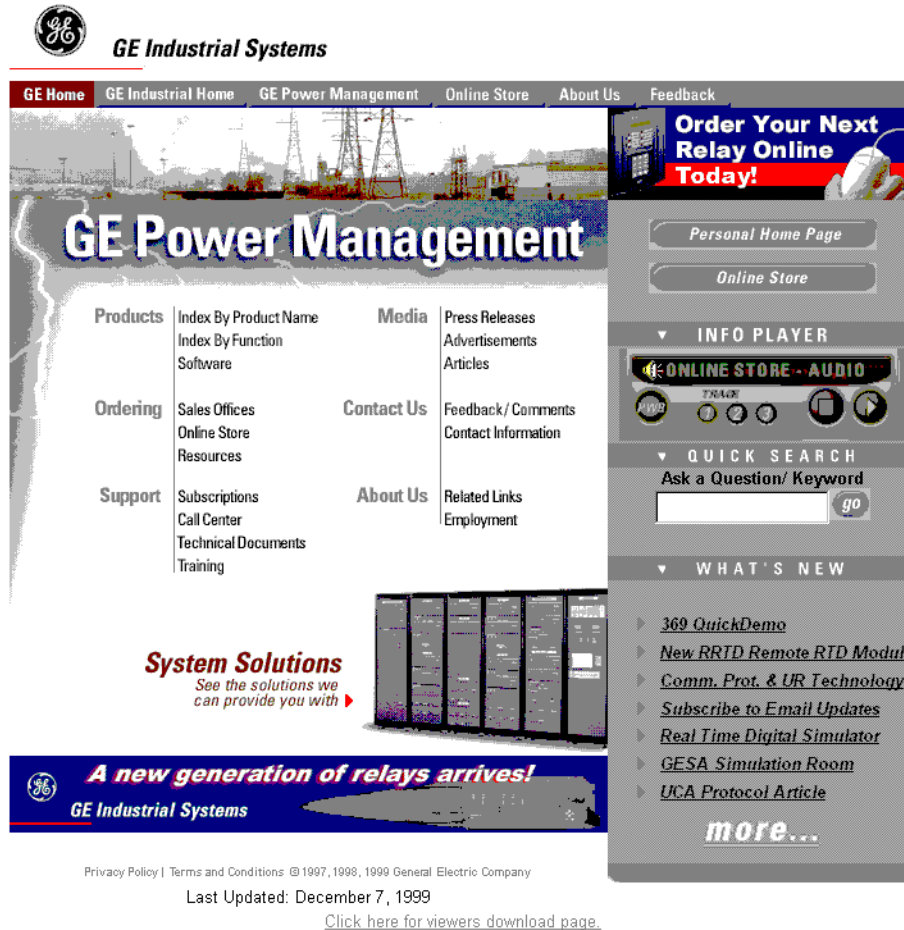 GE
GE Industrial Systems
GE Home GE Industrial Home GE Power Management Online Store About Us Feedback
Order Your Next
Relay Online
Today!
GE Power Management
Personal Home Page
Online Store
Products
Index By Product Name
Index By Function
Software
Media
Press Releases
Advertisements
Articles
Ordering
Sales Offices
Online Store
Resources
Contact Us
Feedback / Comments
Contact Information
Support
Subscriptions
Call Center
Technical Documents
Training
About Us
Related Links
Employment
INFO PLAYER
ONLINE STORE - AUDIO
PWR
TRACK
1 2 3
QUICK SEARCH
Ask a Question/ Keyword
go
WHAT'S NEW
369 QuickDemo
New RRTD Remote RTD Modul
Comm. Prot. & UR Technology
Subscribe to Email Updates
Real Time Digital Simulator
GESA Simulation Room
UCA Protocol Article
more...
System Solutions
See the solutions we
can provide you with
A new generation of relays arrives!
GE
GE Industrial Systems
Privacy Policy | Terms and Conditions © 1997, 1998, 1999 General Electric Company
Last Updated: December 7, 1999
Click here for viewers download page.